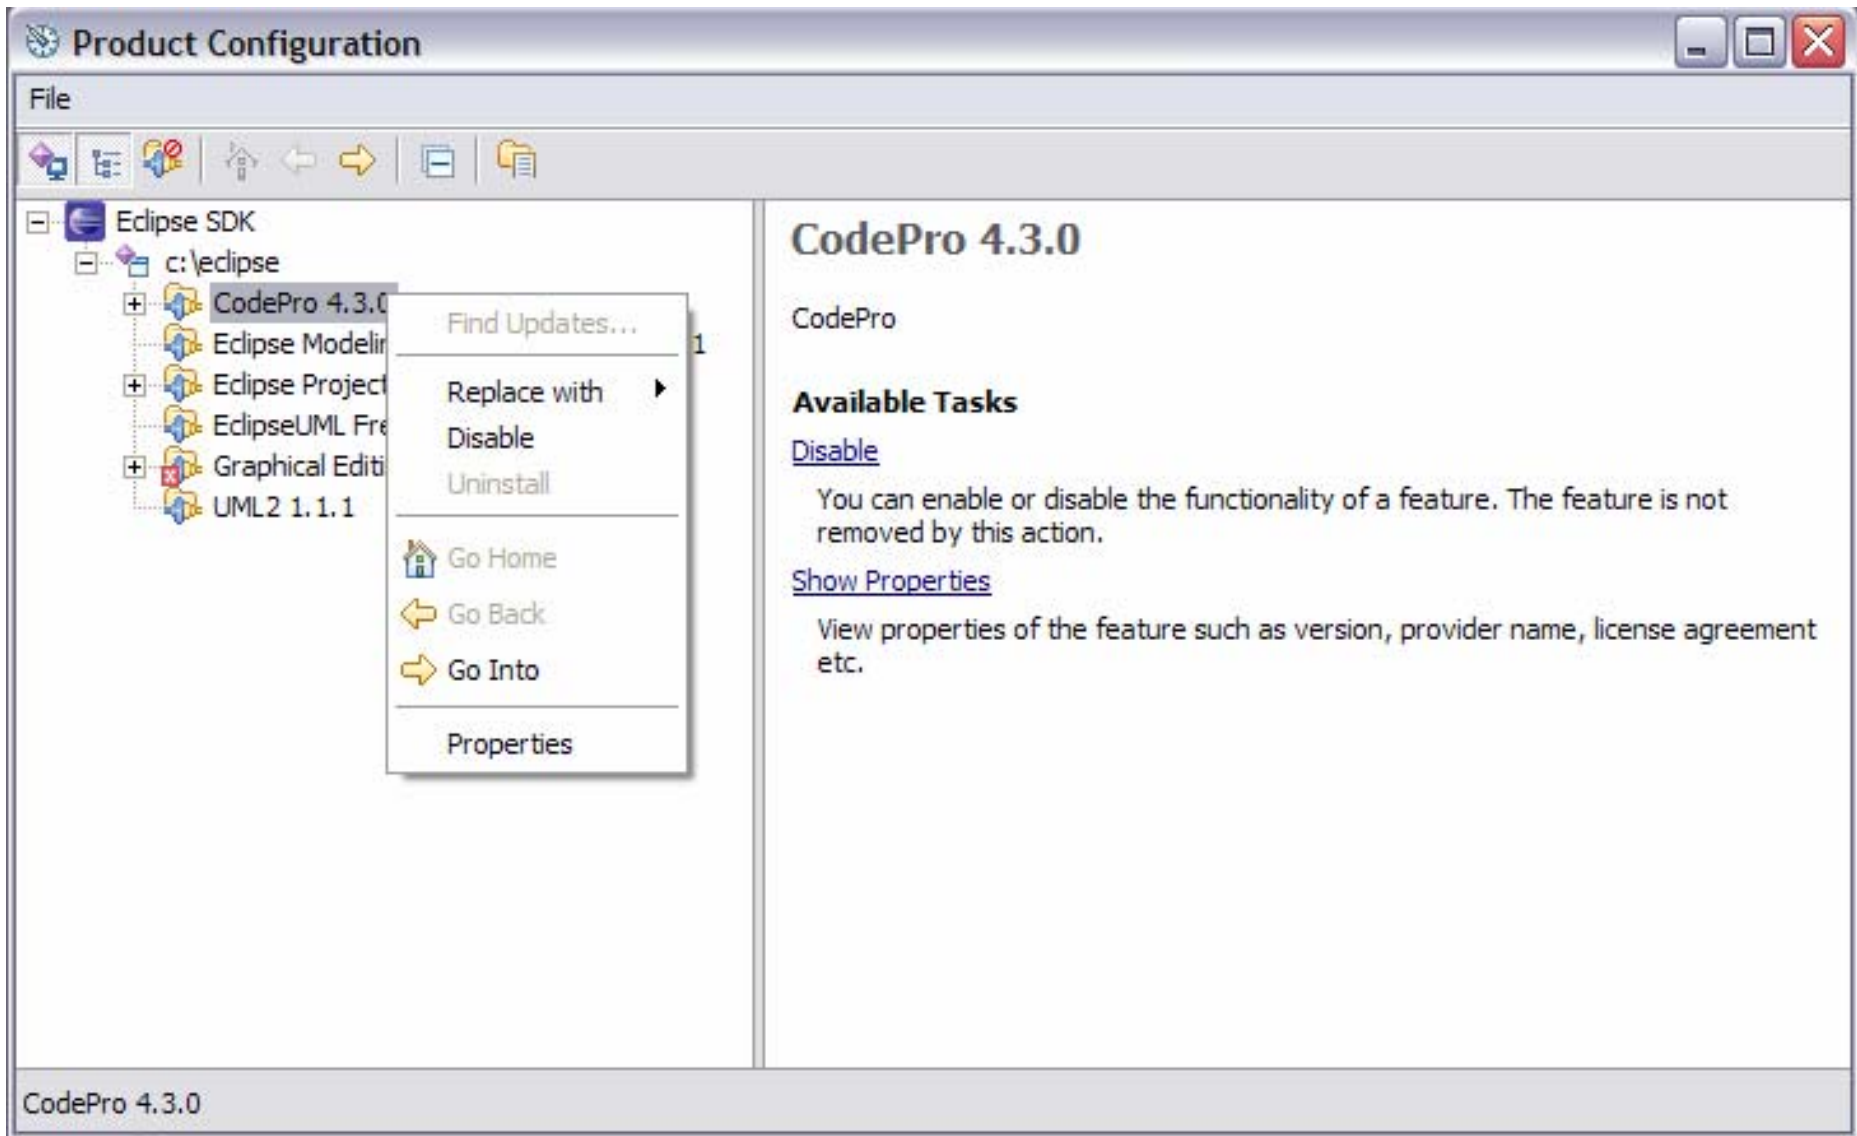 Product Configuration
File
Eclipse SDK
c:\eclipse
CodePro 4.3.0
Eclipse Modelin
1
Eclipse Project
EclipseUML Fre
Graphical Editi
UML2 1.1.1
Find Updates...
Replace with
Disable
Uninstall
Go Home
Go Back
Go Into
Properties
CodePro 4.3.0
CodePro
Available Tasks
Disable
You can enable or disable the functionality of a feature. The feature is not
removed by this action.
Show Properties
View properties of the feature such as version, provider name, license agreement
etc.
CodePro 4.3.0